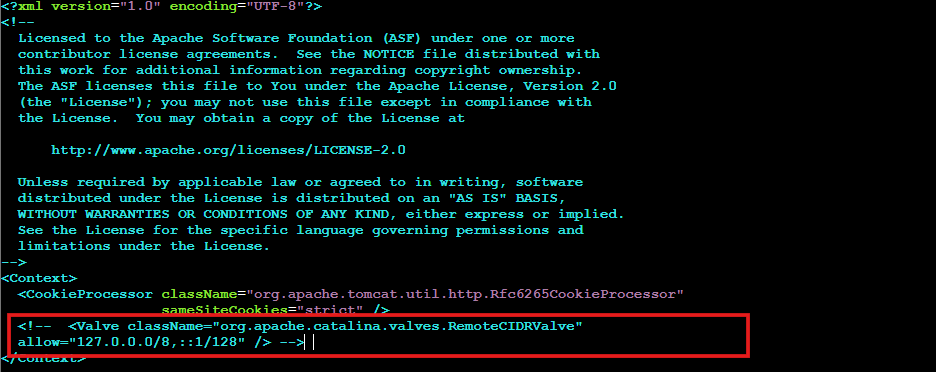 <?xml version="1.0" encoding="UTF-8"?>
<!--
  Licensed to the Apache Software Foundation (ASF) under one or more
  contributor license agreements.  See the NOTICE file distributed with
  this work for additional information regarding copyright ownership.
  The ASF licenses this file to You under the Apache License, Version 2.0
  (the "License"); you may not use this file except in compliance with
  the License.  You may obtain a copy of the License at

      http://www.apache.org/licenses/LICENSE-2.0

  Unless required by applicable law or agreed to in writing, software
  distributed under the License is distributed on an "AS IS" BASIS,
  WITHOUT WARRANTIES OR CONDITIONS OF ANY KIND, either express or implied.
  See the License for the specific language governing permissions and
  limitations under the License.
-->
<Context>
  <CookieProcessor className="org.apache.tomcat.util.http.Rfc6265CookieProcessor"
                   sameSiteCookies="strict" />
  <!--  <Valve className="org.apache.catalina.valves.RemoteCIDRValve"
  allow="127.0.0.0/8,::1/128" /> -->
</Context>